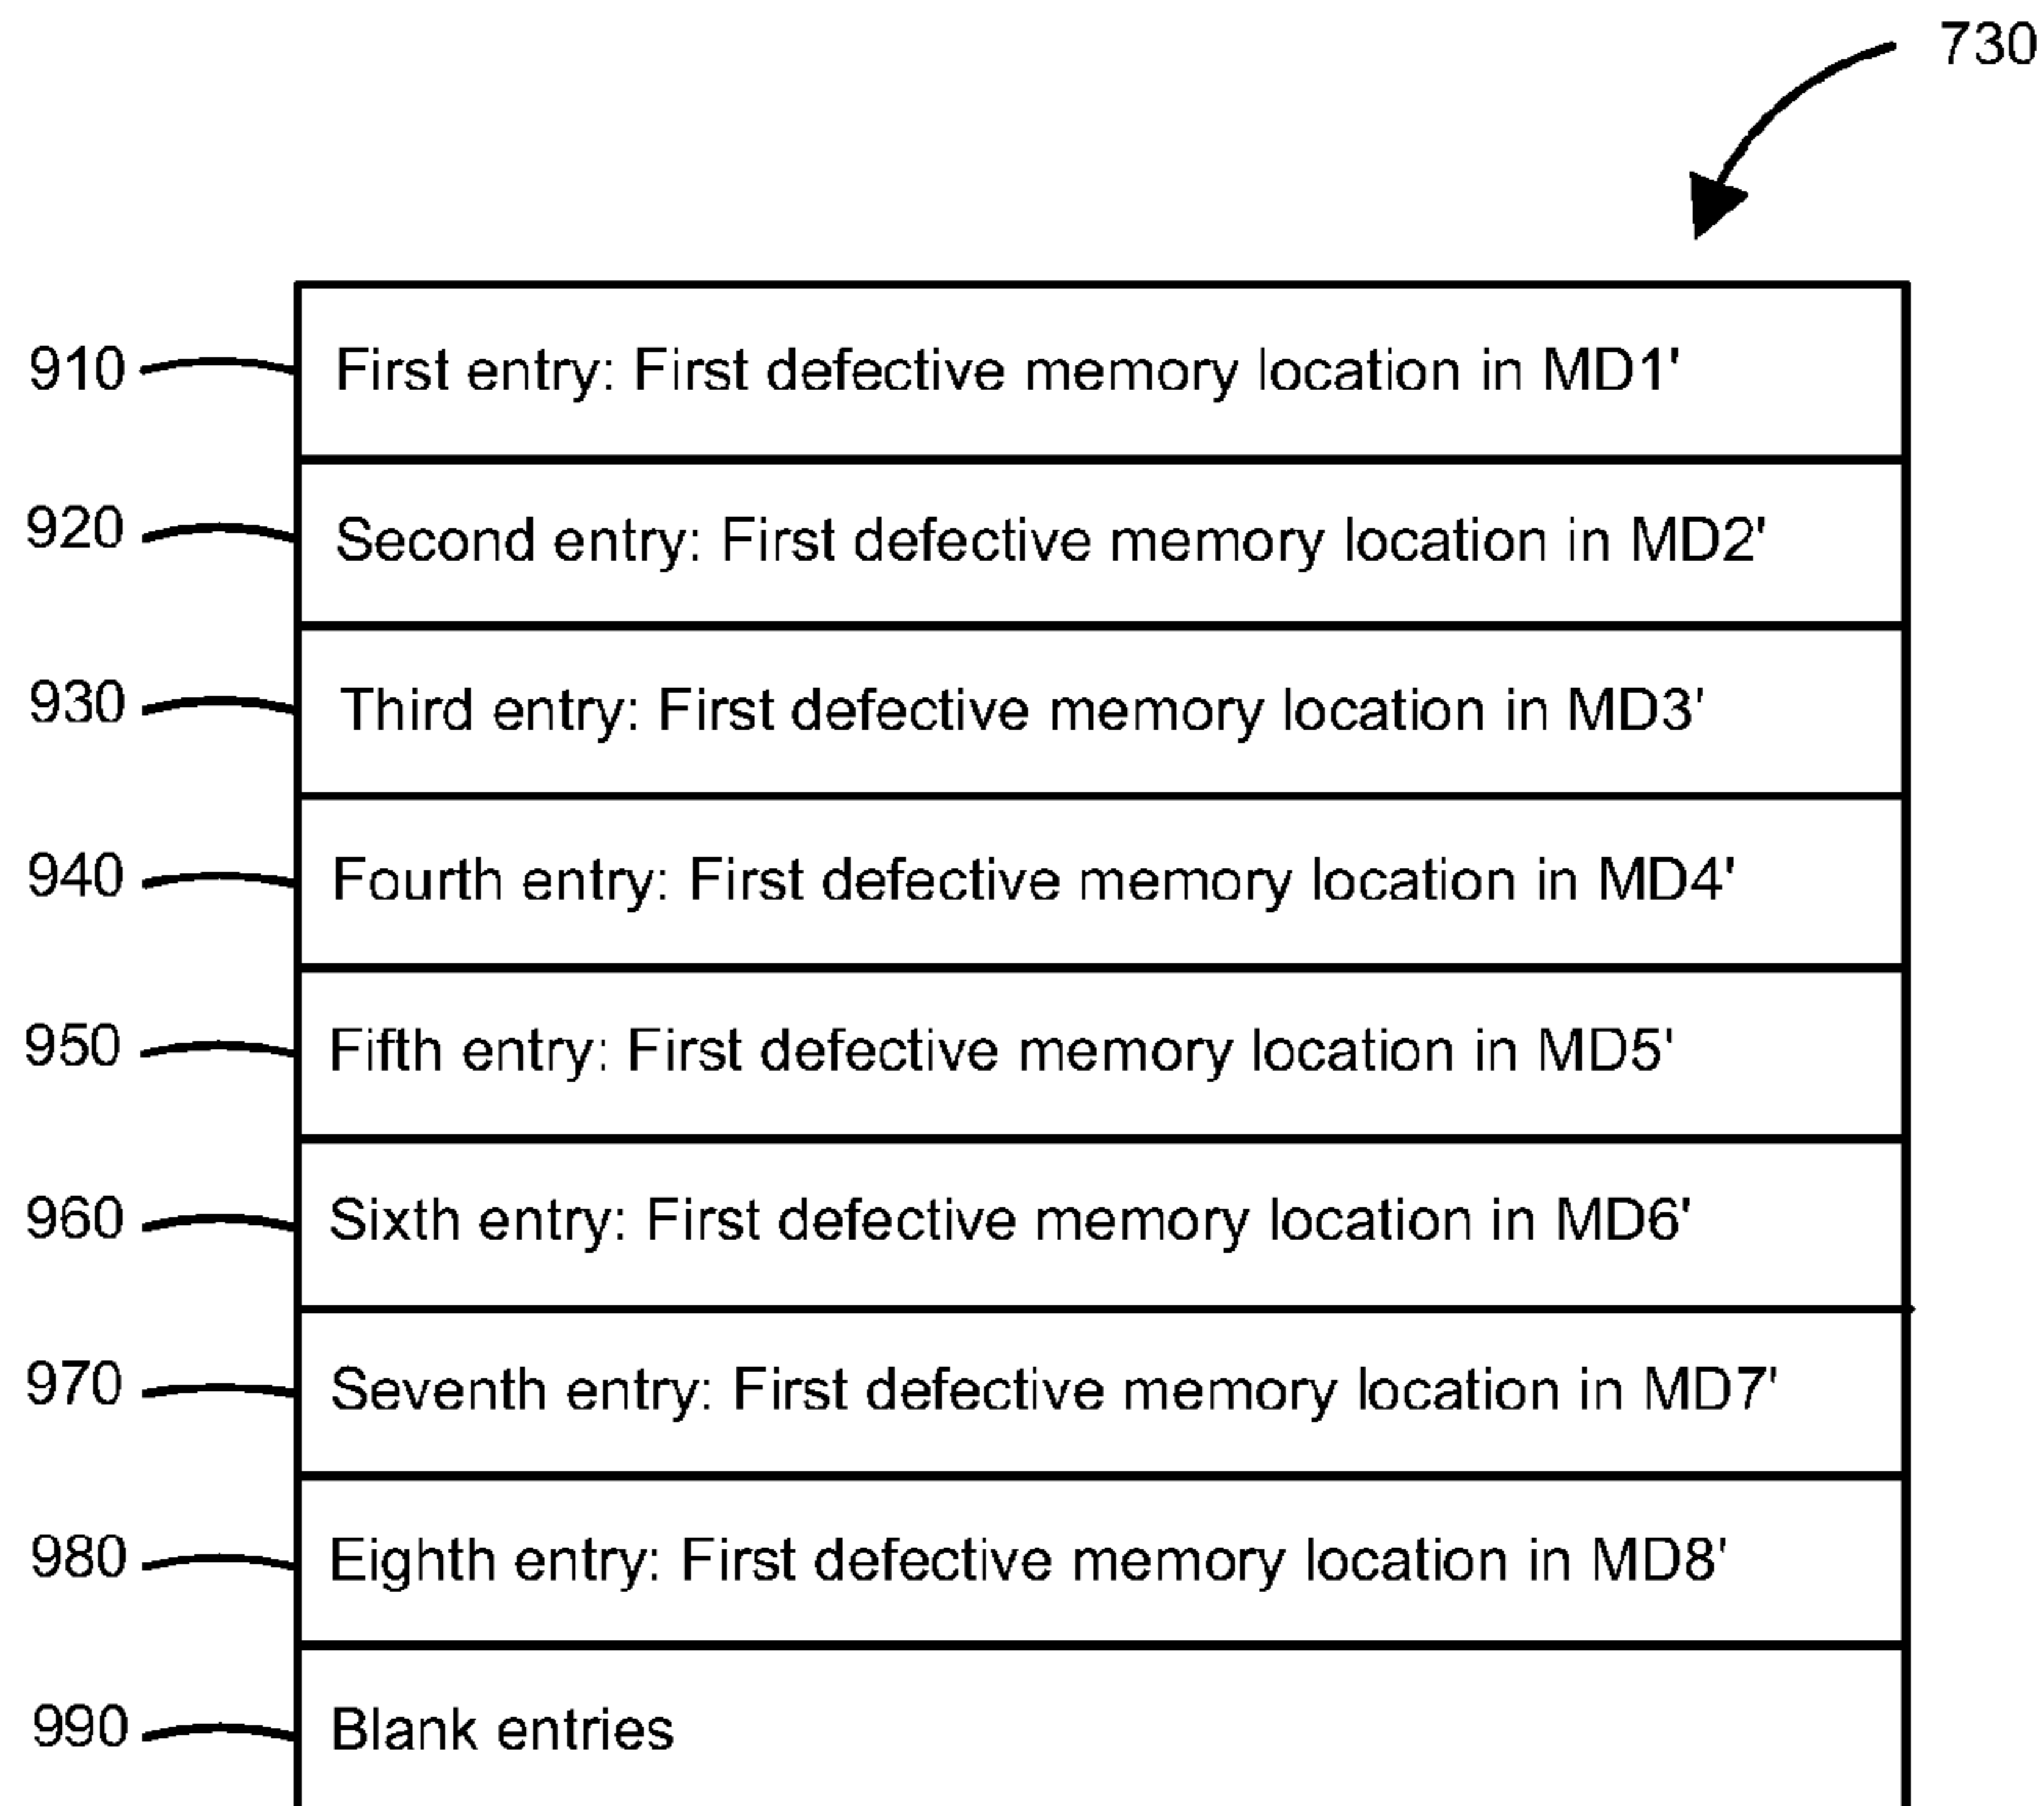 730
910 First entry: First defective memory location in MD1'
920 Second entry: First defective memory location in MD2'
930 Third entry: First defective memory location in MD3'
940 Fourth entry: First defective memory location in MD4'
950 Fifth entry: First defective memory location in MD5'
960 Sixth entry: First defective memory location in MD6'
970 Seventh entry: First defective memory location in MD7'
980 Eighth entry: First defective memory location in MD8'
990 Blank entries